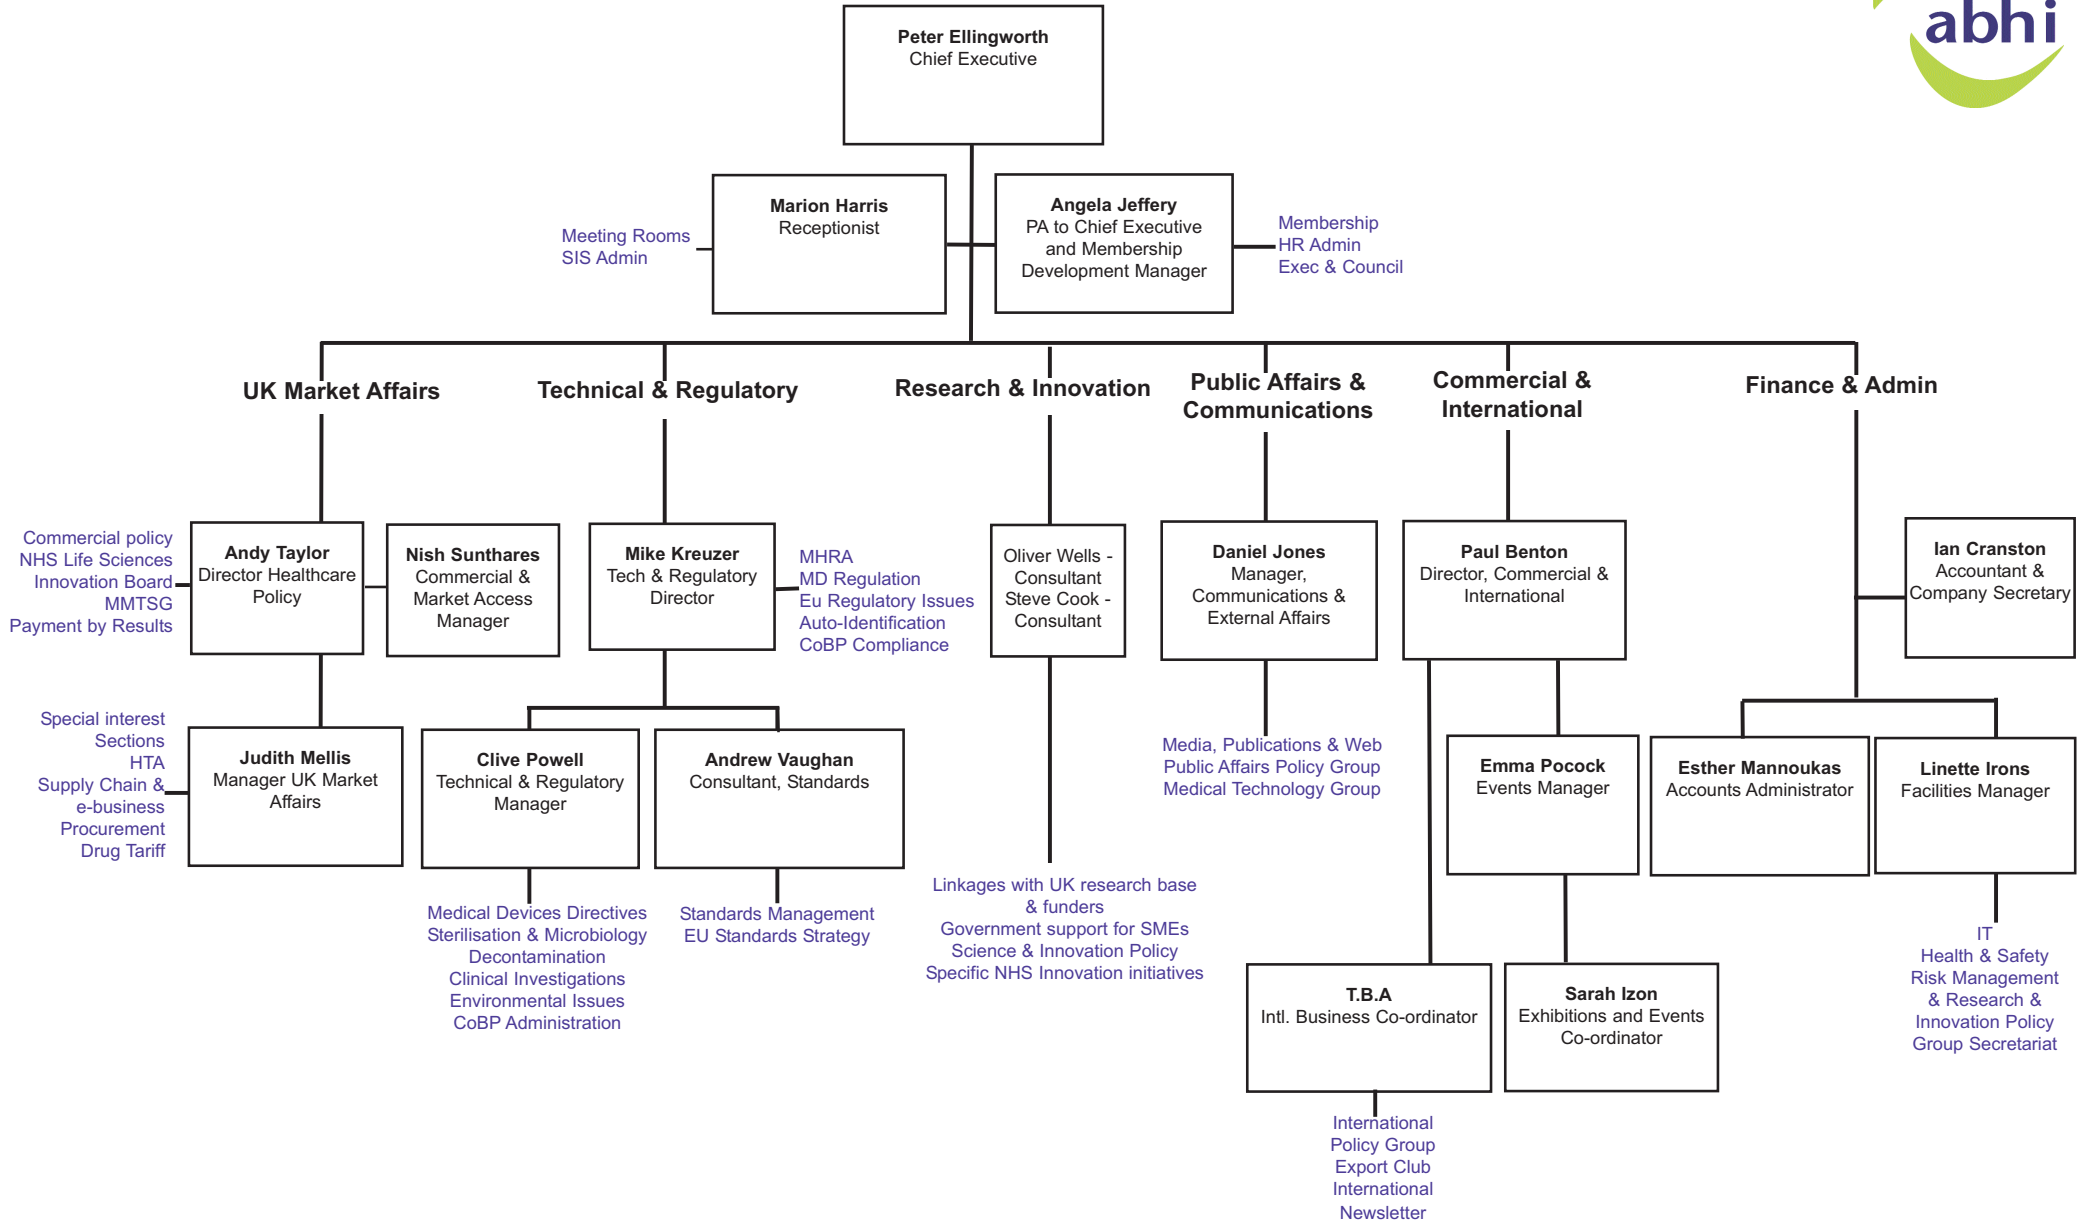 abhi
Peter Ellingworth
Chief Executive
Marion Harris
Receptionist
Meeting Rooms
SIS Admin
Angela Jeffery
PA to Chief Executive
and Membership
Development Manager
Membership
HR Admin
Exec & Council
UK Market Affairs
Technical & Regulatory
Research & Innovation
Public Affairs &
Communications
Commercial &
International
Finance & Admin
Commercial policy
NHS Life Sciences
Innovation Board
MMTSG
Payment by Results
Andy Taylor
Director Healthcare
Policy
Nish Sunthares
Commercial &
Market Access
Manager
Mike Kreuzer
Tech & Regulatory
Director
MHRA
MD Regulation
Eu Regulatory Issues
Auto-Identification
CoBP Compliance
Oliver Wells -
Consultant
Steve Cook -
Consultant
Daniel Jones
Manager,
Communications &
External Affairs
Paul Benton
Director, Commercial &
International
Ian Cranston
Accountant &
Company Secretary
Special interest
Sections
HTA
Supply Chain &
e-business
Procurement
Drug Tariff
Judith Mellis
Manager UK Market
Affairs
Clive Powell
Technical & Regulatory
Manager
Andrew Vaughan
Consultant, Standards
Media, Publications & Web
Public Affairs Policy Group
Medical Technology Group
Emma Pocock
Events Manager
Esther Mannoukas
Accounts Administrator
Linette Irons
Facilities Manager
Medical Devices Directives
Sterilisation & Microbiology
Decontamination
Clinical Investigations
Environmental Issues
CoBP Administration
Standards Management
EU Standards Strategy
Linkages with UK research base
& funders
Government support for SMEs
Science & Innovation Policy
Specific NHS Innovation initiatives
T.B.A
Intl. Business Co-ordinator
Sarah Izon
Exhibitions and Events
Co-ordinator
IT
Health & Safety
Risk Management
& Research &
Innovation Policy
Group Secretariat
International
Policy Group
Export Club
International
Newsletter